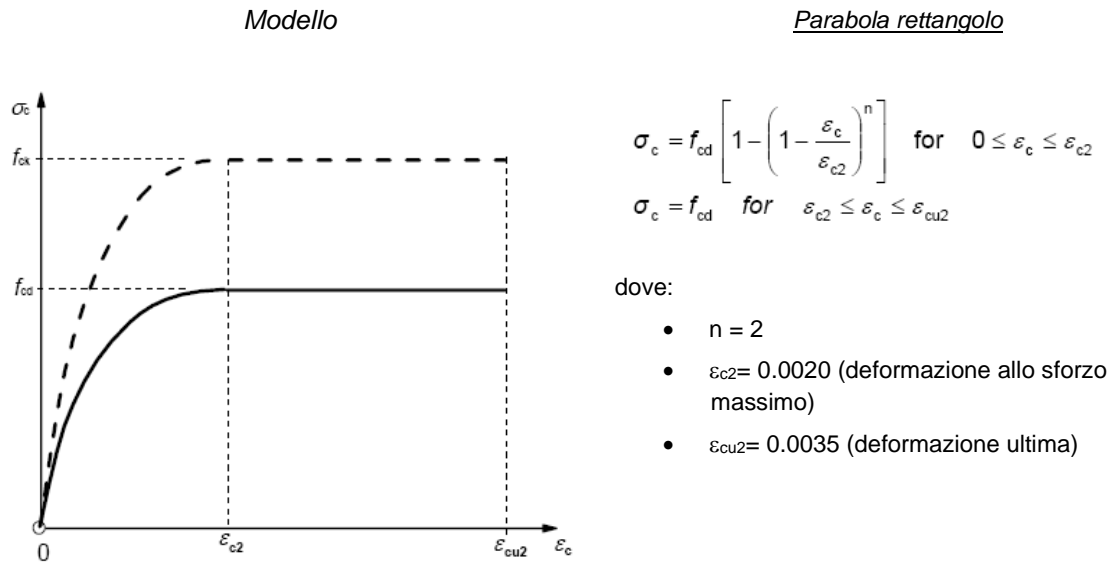 Modello
Parabola rettangolo
σc
fck
fcd
0
εc2
εcu2
εc
σc = fcd [1 − (1 − εc/εc2)^n] for 0 ≤ εc ≤ εc2
σc = fcd for εc2 ≤ εc ≤ εcu2
dove:
• n = 2
• εc2= 0.0020 (deformazione allo sforzo
massimo)
• εcu2= 0.0035 (deformazione ultima)